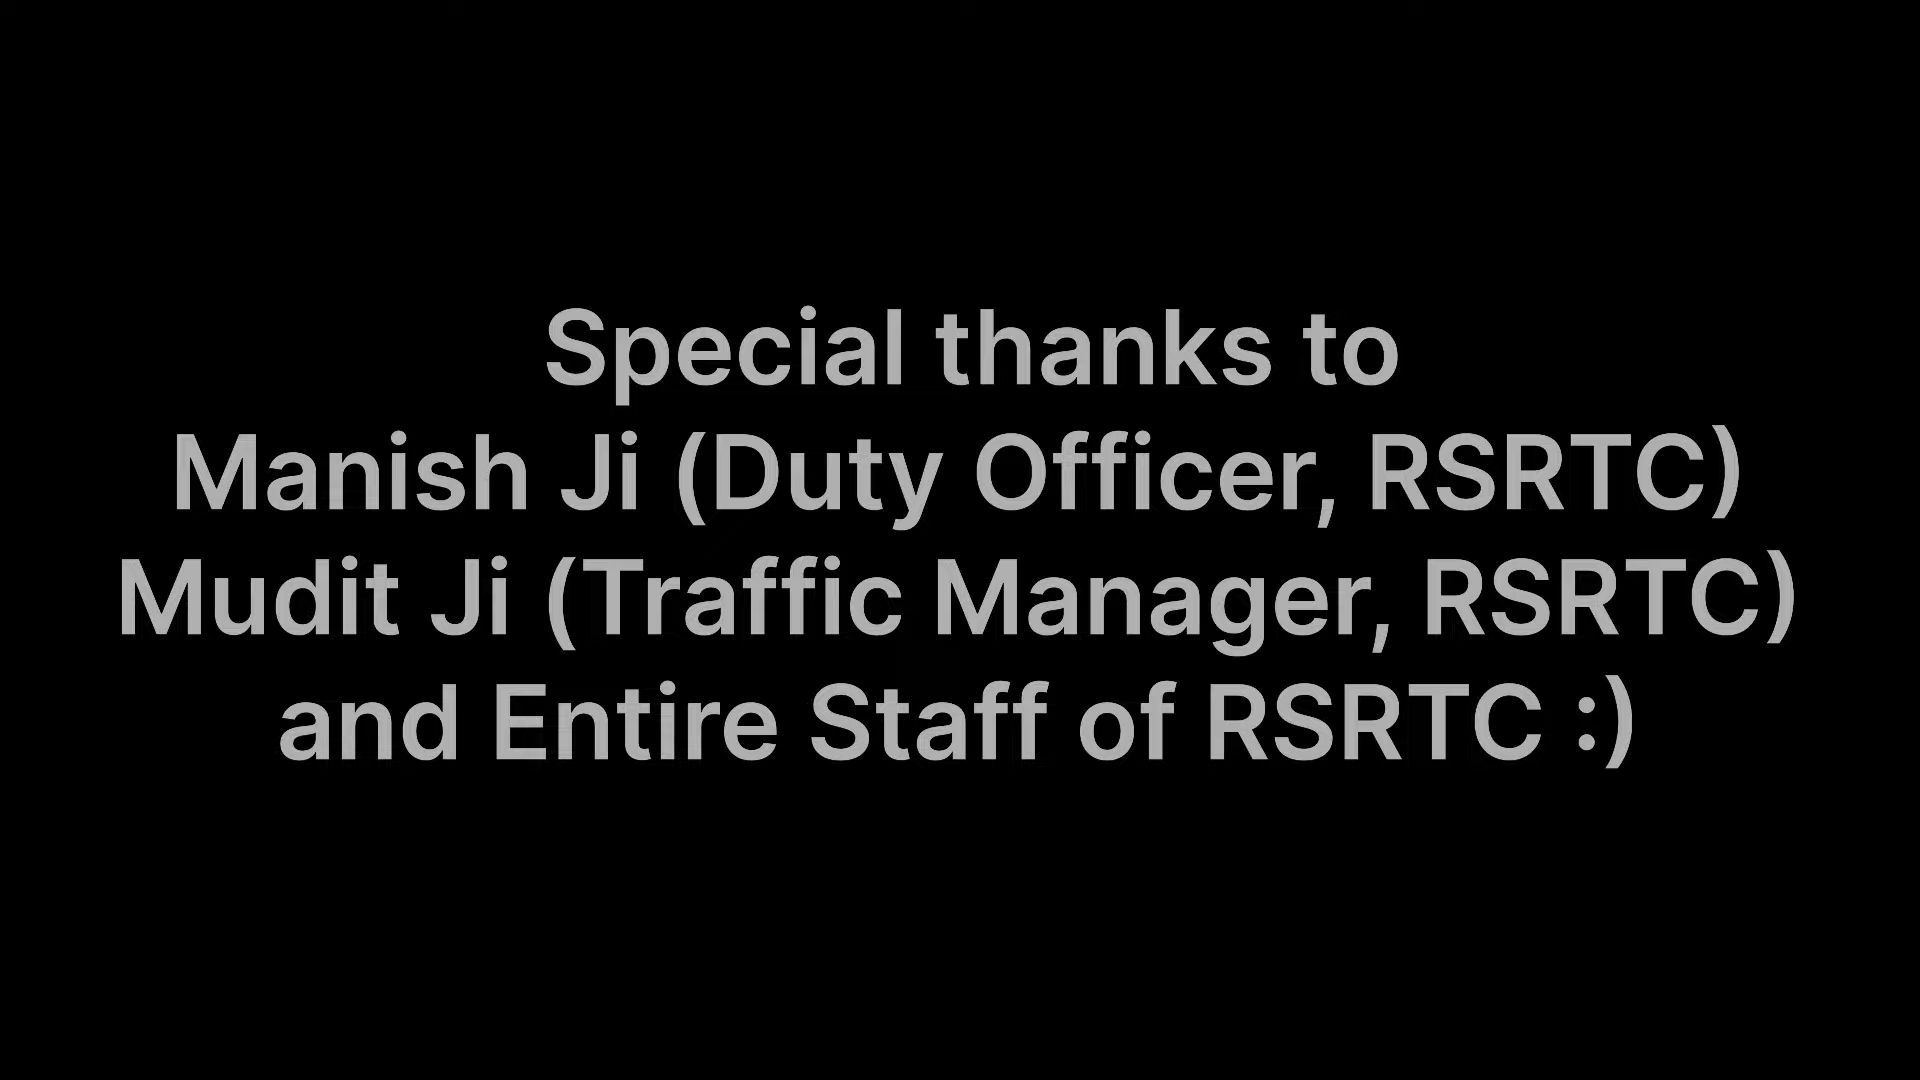 Special thanks to
Manish Ji (Duty Officer, RSRTC)
Mudit Ji (Traffic Manager, RSRTC)
and Entire Staff of RSRTC :)